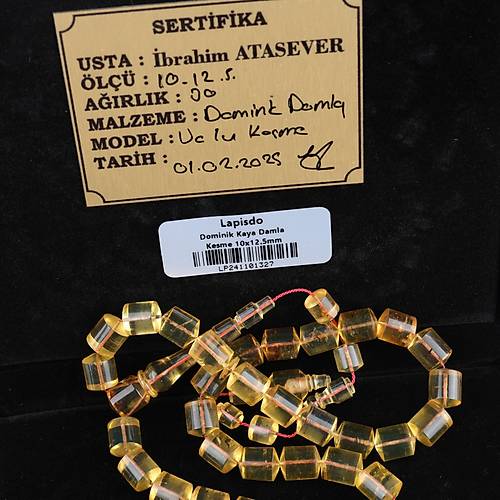 SERTİFİKA
USTA : İbrahim ATASEVER
ÖLÇÜ : 10-12.5.
AĞIRLIK :
MALZEME : Dominik Damla
MODEL : Uclu Kesme
TARİH : 01.02.2025
Lapisdo
Dominik Kaya Damla
Kesme 10x12.5mm
LP241101327